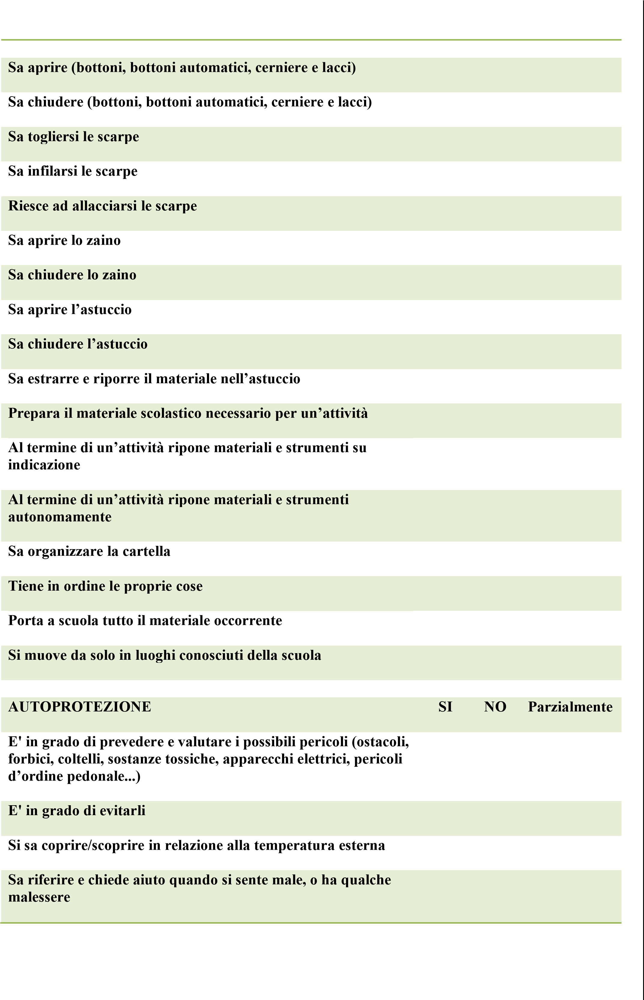 Sa aprire (bottoni, bottoni automatici, cerniere e lacci)
Sa chiudere (bottoni, bottoni automatici, cerniere e lacci)
Sa togliersi le scarpe
Sa infilarsi le scarpe
Riesce ad allacciarsi le scarpe
Sa aprire lo zaino
Sa chiudere lo zaino
Sa aprire l’astuccio
Sa chiudere l’astuccio
Sa estrarre e riporre il materiale nell’astuccio
Prepara il materiale scolastico necessario per un’attività
Al termine di un’attività ripone materiali e strumenti su
indicazione
Al termine di un’attività ripone materiali e strumenti
autonomamente
Sa organizzare la cartella
Tiene in ordine le proprie cose
Porta a scuola tutto il materiale occorrente
Si muove da solo in luoghi conosciuti della scuola
AUTOPROTEZIONE SI NO Parzialmente
E' in grado di prevedere e valutare i possibili pericoli (ostacoli,
forbici, coltelli, sostanze tossiche, apparecchi elettrici, pericoli
d’ordine pedonale...)
E' in grado di evitarli
Si sa coprire/scoprire in relazione alla temperatura esterna
Sa riferire e chiede aiuto quando si sente male, o ha qualche
malessere